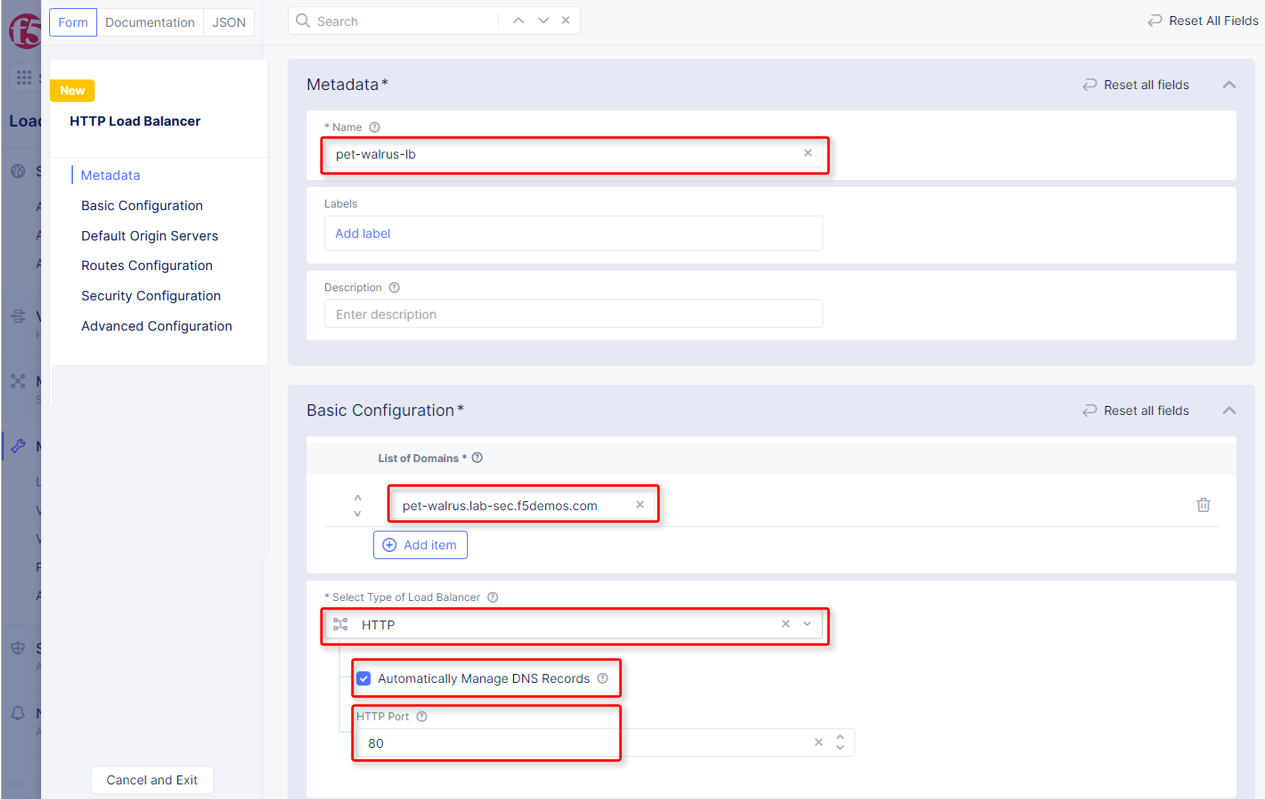 f5
Form
Documentation
JSON
Search
Reset All Fields
New
HTTP Load Balancer
Metadata
Basic Configuration
Default Origin Servers
Routes Configuration
Security Configuration
Advanced Configuration
Cancel and Exit
Metadata*
Reset all fields
* Name
pet-walrus-lb
Labels
Add label
Description
Enter description
Basic Configuration*
Reset all fields
List of Domains *
pet-walrus.lab-sec.f5demos.com
Add item
* Select Type of Load Balancer
HTTP
Automatically Manage DNS Records
HTTP Port
80